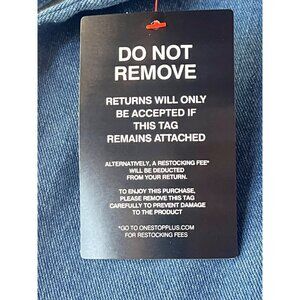 DO NOT
REMOVE
RETURNS WILL ONLY
BE ACCEPTED IF
THIS TAG
REMAINS ATTACHED
ALTERNATIVELY, A RESTOCKING FEE*
WILL BE DEDUCTED
FROM YOUR RETURN.
TO ENJOY THIS PURCHASE,
PLEASE REMOVE THIS TAG
CAREFULLY TO PREVENT DAMAGE
TO THE PRODUCT
*GO TO ONESTOPPLUS.COM
FOR RESTOCKING FEES